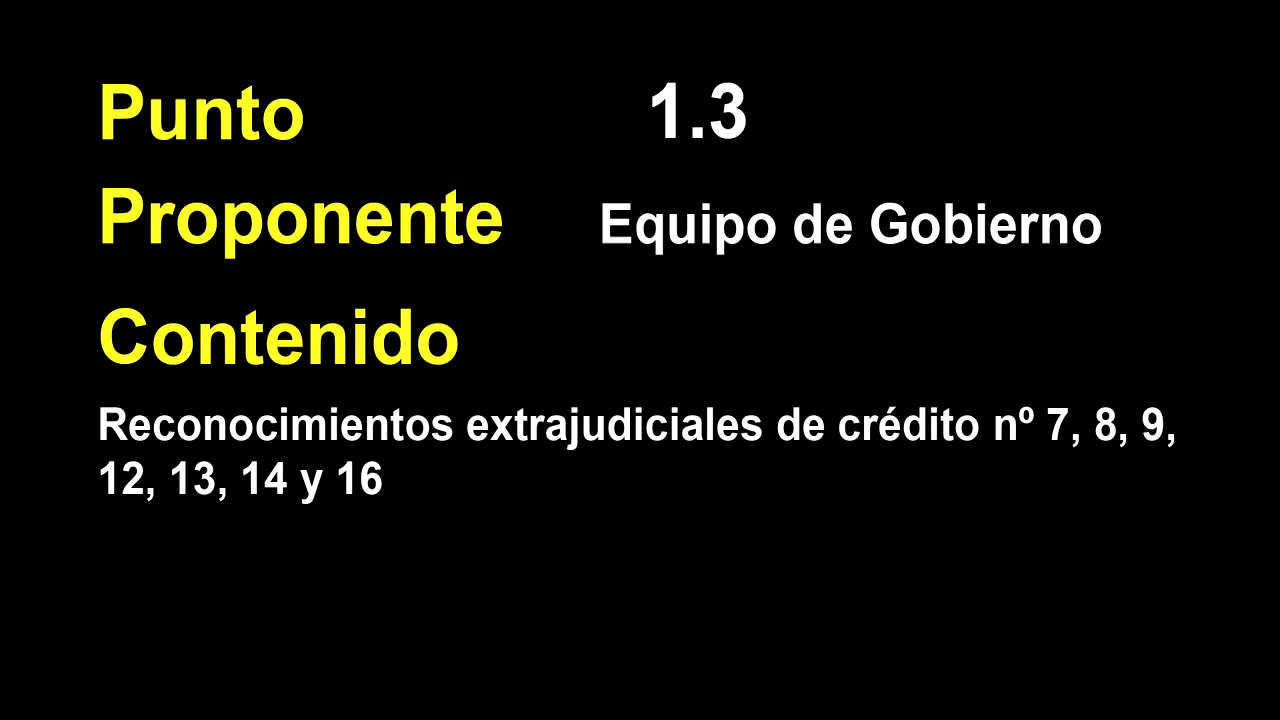 Punto 1.3
Proponente Equipo de Gobierno
Contenido
Reconocimientos extrajudiciales de crédito nº 7, 8, 9,
12, 13, 14 y 16